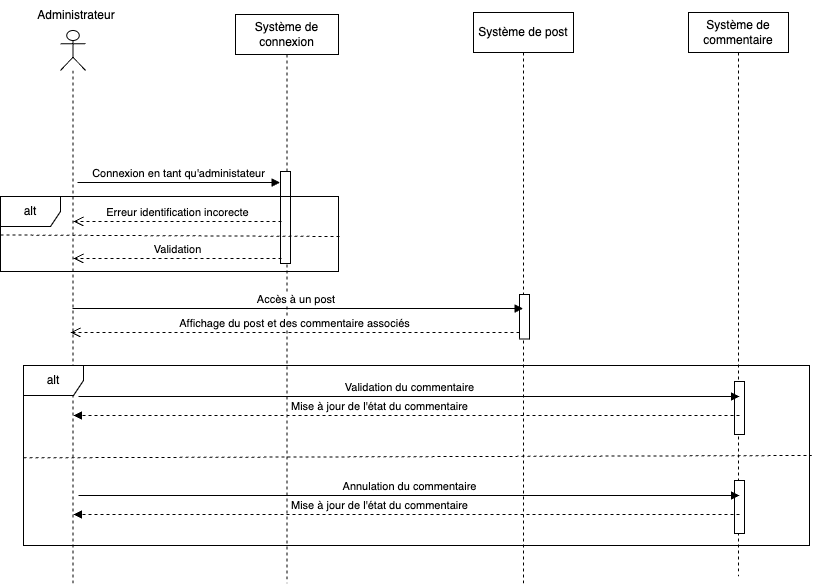 Administrateur
Système de
connexion
Système de post
Système de
commentaire
Connexion en tant qu'administateur
alt
Erreur identification incorecte
Validation
Accès à un post
Affichage du post et des commentaire associés
alt
Validation du commentaire
Mise à jour de l'état du commentaire
Annulation du commentaire
Mise à jour de l'état du commentaire